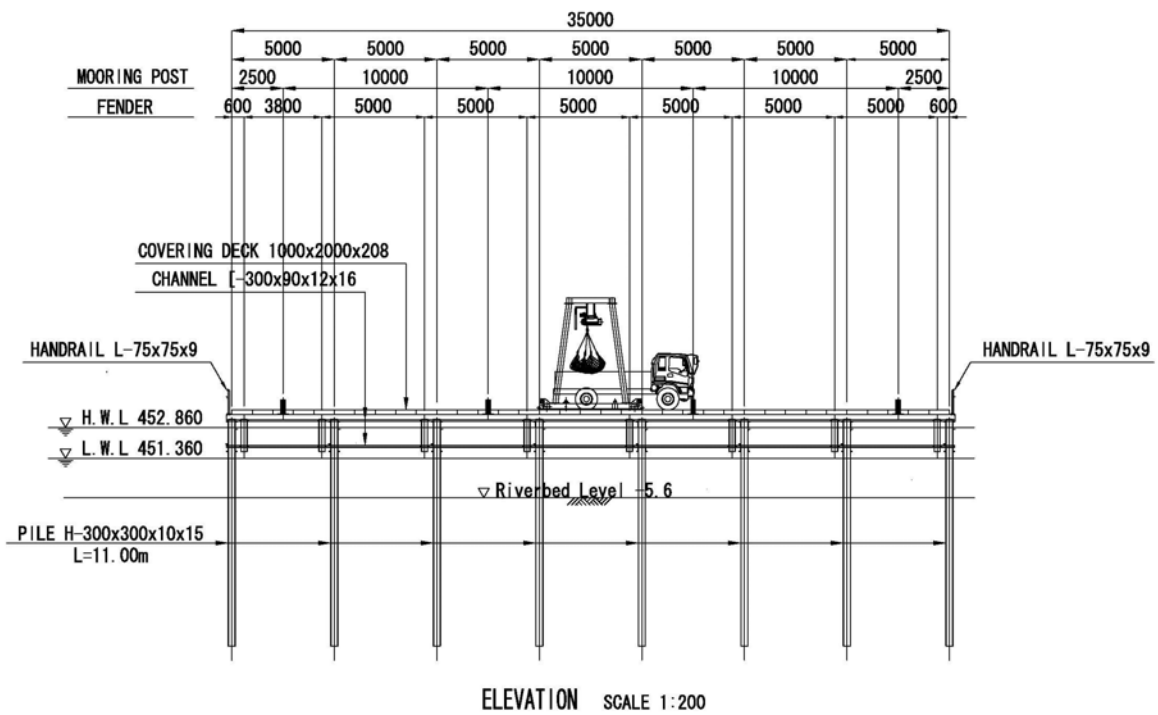 35000
5000 5000 5000 5000 5000 5000 5000
MOORING POST 2500 10000 10000 10000 2500
FENDER 600 3800 5000 5000 5000 5000 5000 5000 600
COVERING DECK 1000x2000x208
CHANNEL [-300x90x12x16
HANDRAIL L-75x75x9 HANDRAIL L-75x75x9
H.W.L 452.860
L.W.L 451.360
Riverbed Level -5.6
PILE H-300x300x10x15
L=11.00m
ELEVATION SCALE 1:200